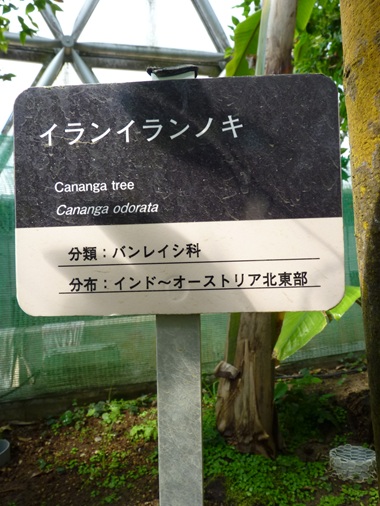 イランイランノキ
Cananga tree
Cananga odorata
分類：バンレイシ科
分布：インド～オーストリア北東部